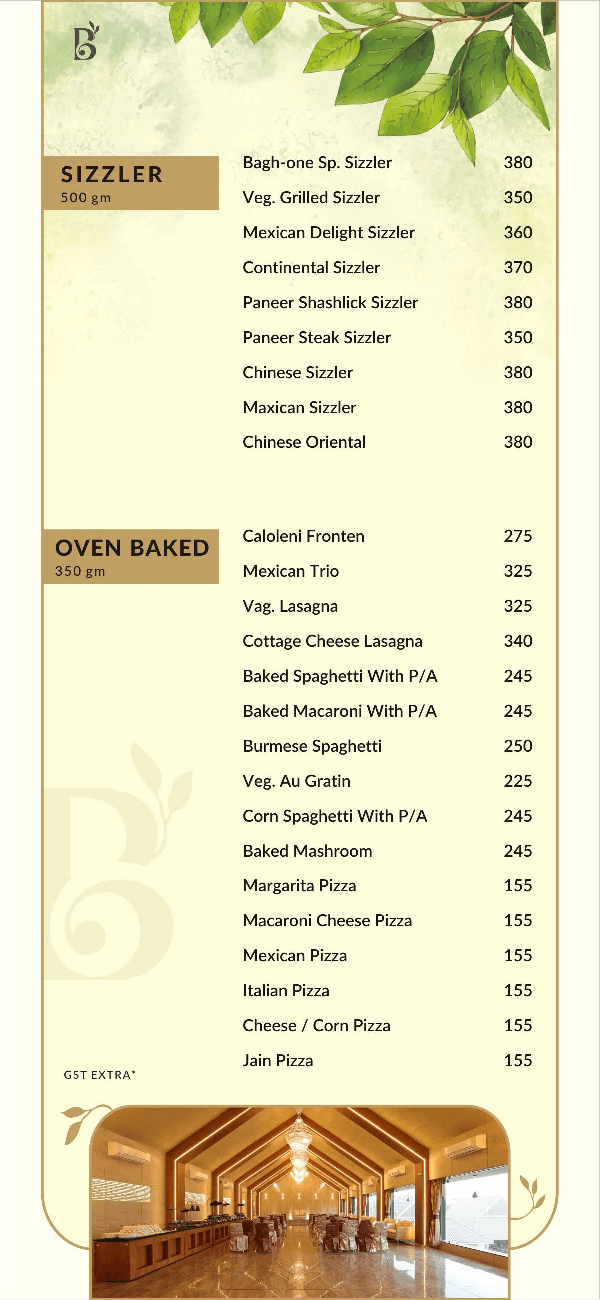 B
SIZZLER
500 gm
Bagh-one Sp. Sizzler 380
Veg. Grilled Sizzler 350
Mexican Delight Sizzler 360
Continental Sizzler 370
Paneer Shashlick Sizzler 380
Paneer Steak Sizzler 350
Chinese Sizzler 380
Maxican Sizzler 380
Chinese Oriental 380
OVEN BAKED
350 gm
Caloleni Fronten 275
Mexican Trio 325
Vag. Lasagna 325
Cottage Cheese Lasagna 340
Baked Spaghetti With P/A 245
Baked Macaroni With P/A 245
Burmese Spaghetti 250
Veg. Au Gratin 225
Corn Spaghetti With P/A 245
Baked Mashroom 245
Margarita Pizza 155
Macaroni Cheese Pizza 155
Mexican Pizza 155
Italian Pizza 155
Cheese / Corn Pizza 155
Jain Pizza 155
B
GST EXTRA*